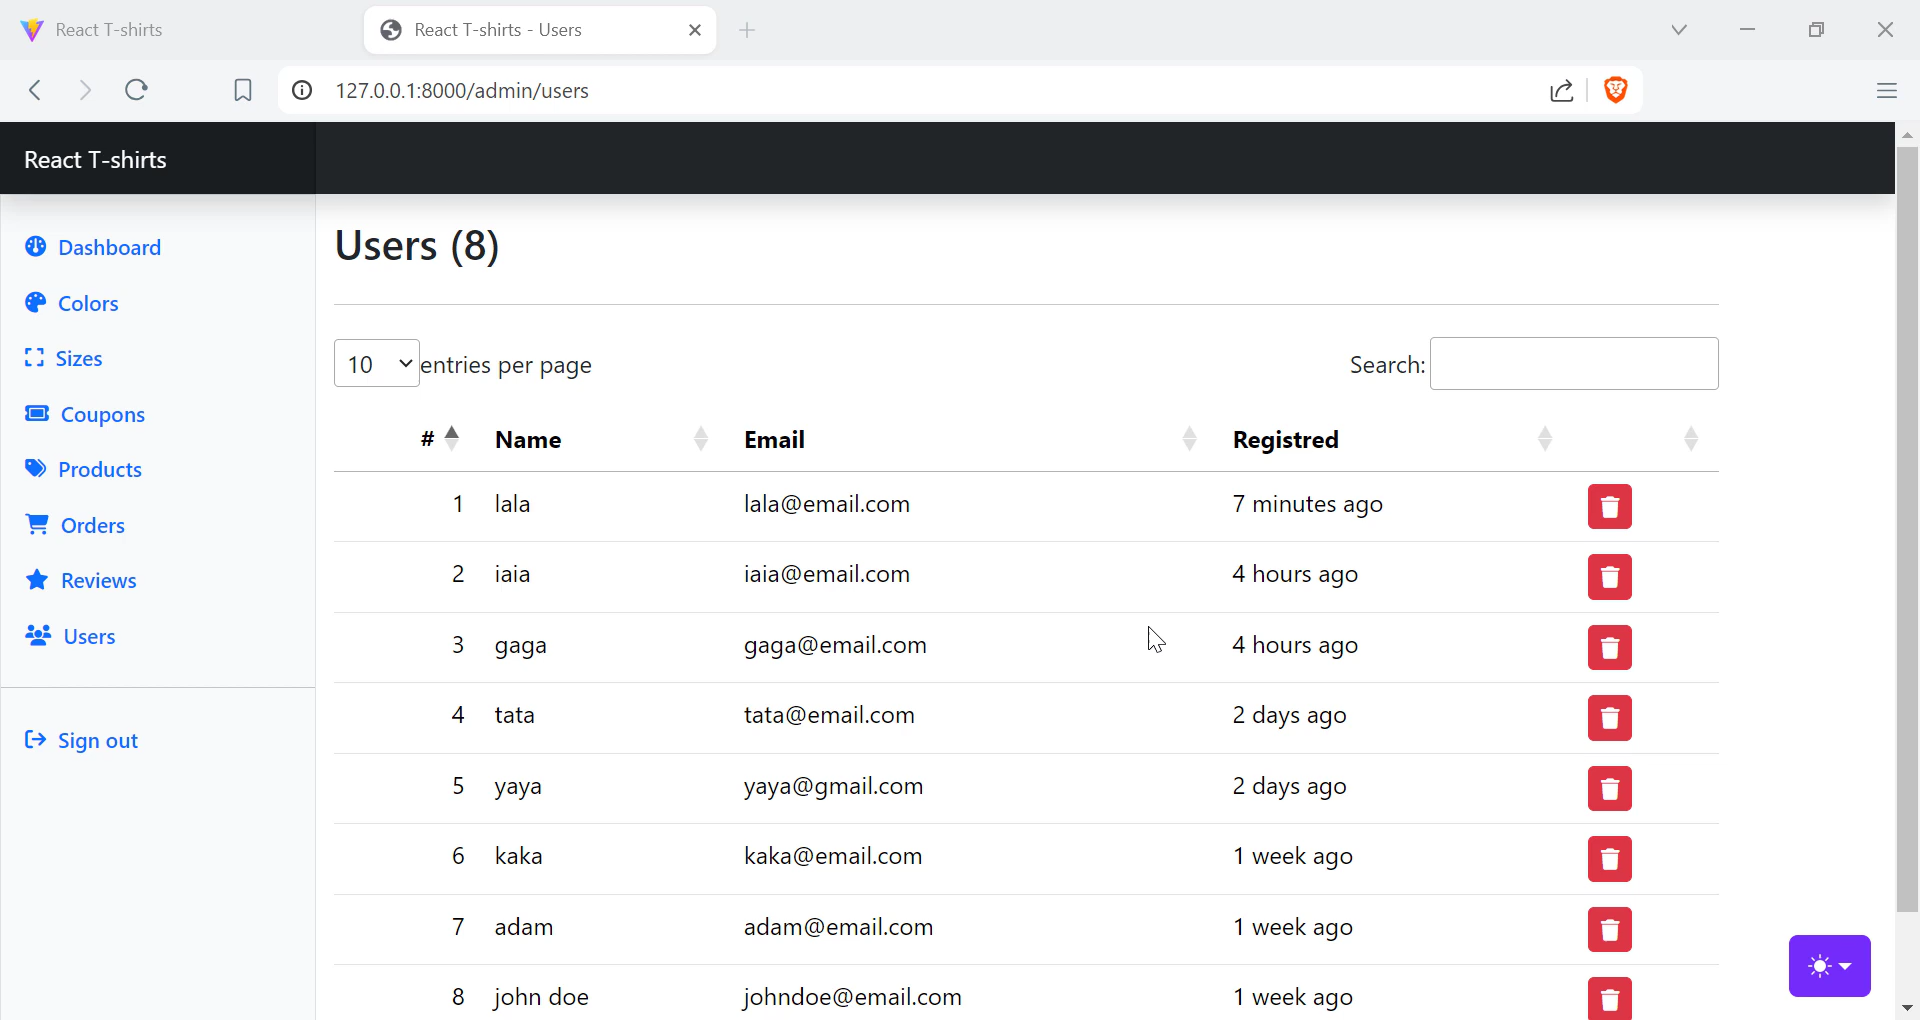 React T-shirts
React T-shirts - Users
127.0.0.1:8000/admin/users
React T-shirts
Dashboard
Colors
Sizes
Coupons
Products
Orders
Reviews
Users
Sign out
Users (8)
10 entries per page
Search:
# Name Email Registred
1 lala lala@email.com 7 minutes ago
2 iaia iaia@email.com 4 hours ago
3 gaga gaga@email.com 4 hours ago
4 tata tata@email.com 2 days ago
5 yaya yaya@gmail.com 2 days ago
6 kaka kaka@email.com 1 week ago
7 adam adam@email.com 1 week ago
8 john doe johndoe@email.com 1 week ago